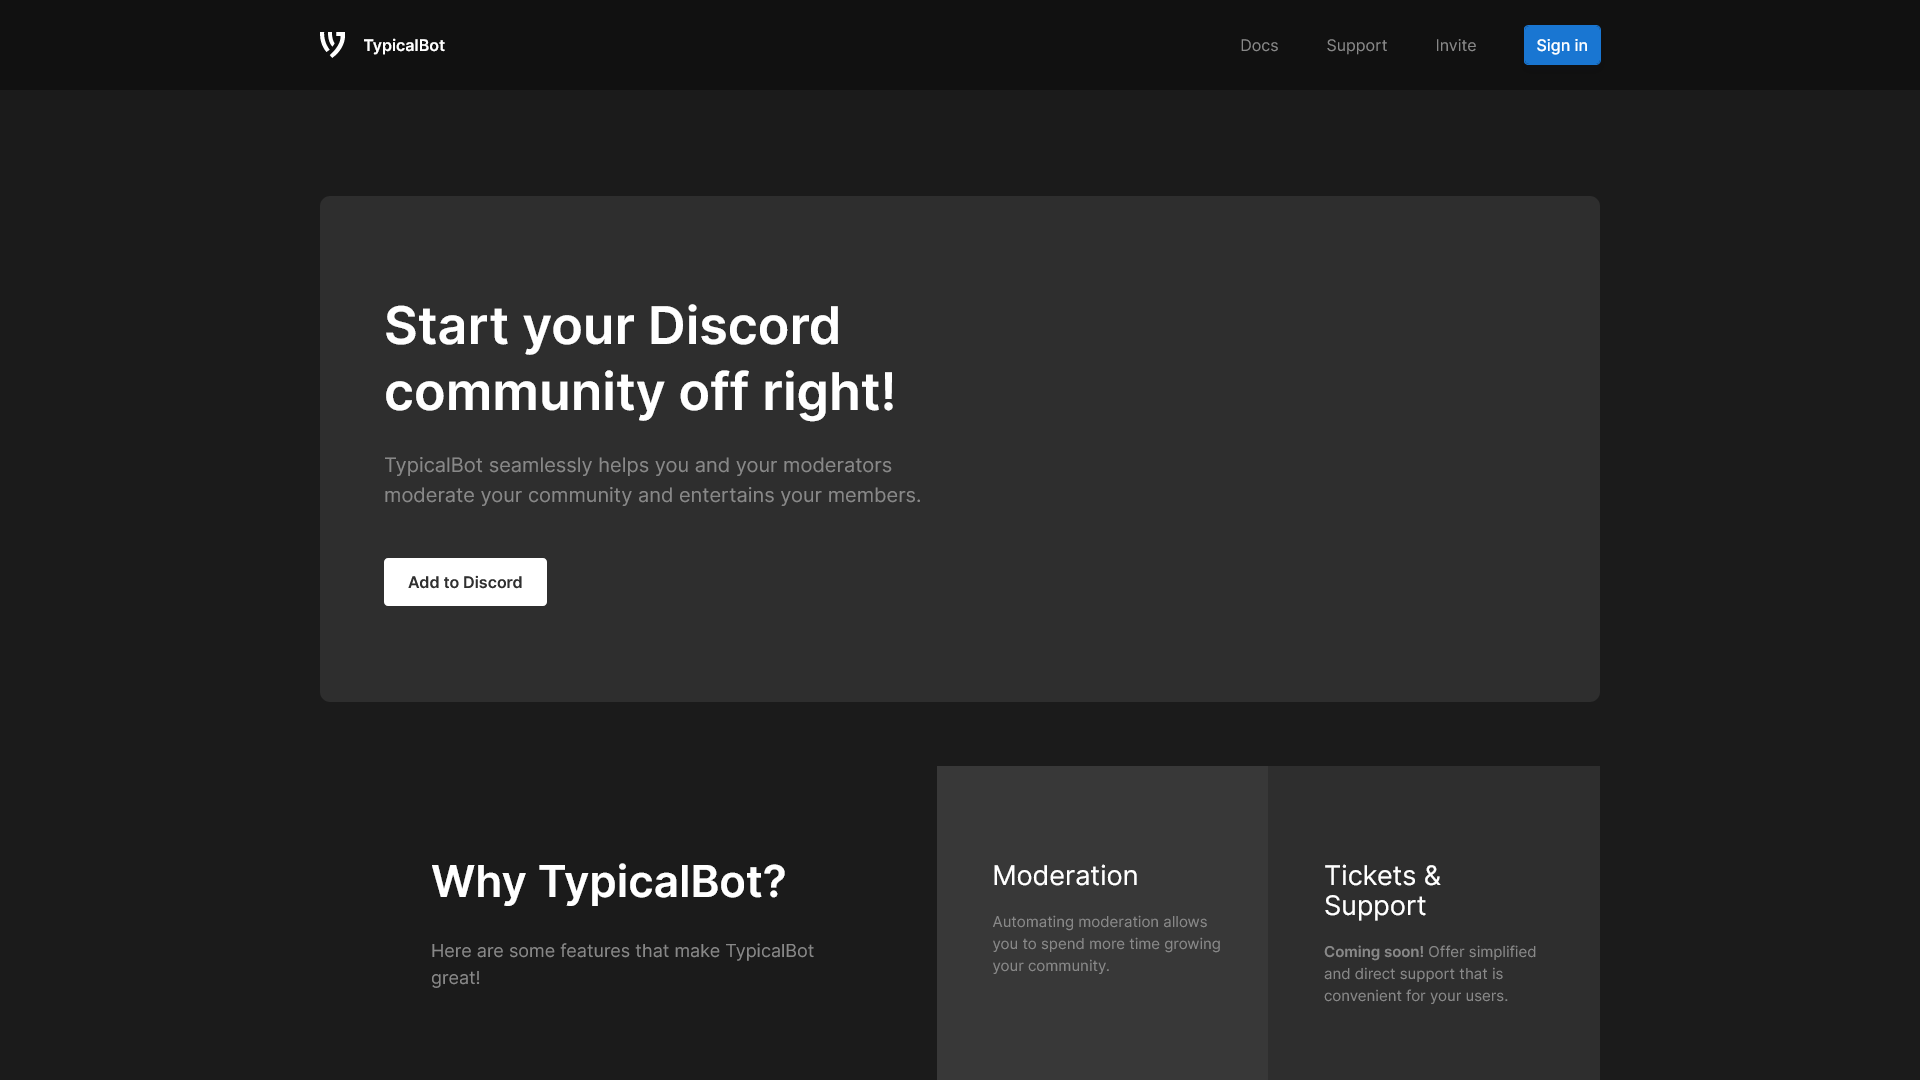 TypicalBot
Docs
Support
Invite
Sign in
Start your Discord
community off right!
TypicalBot seamlessly helps you and your moderators
moderate your community and entertains your members.
Add to Discord
Why TypicalBot?
Here are some features that make TypicalBot
great!
Moderation
Automating moderation allows
you to spend more time growing
your community.
Tickets &
Support
Coming soon! Offer simplified
and direct support that is
convenient for your users.